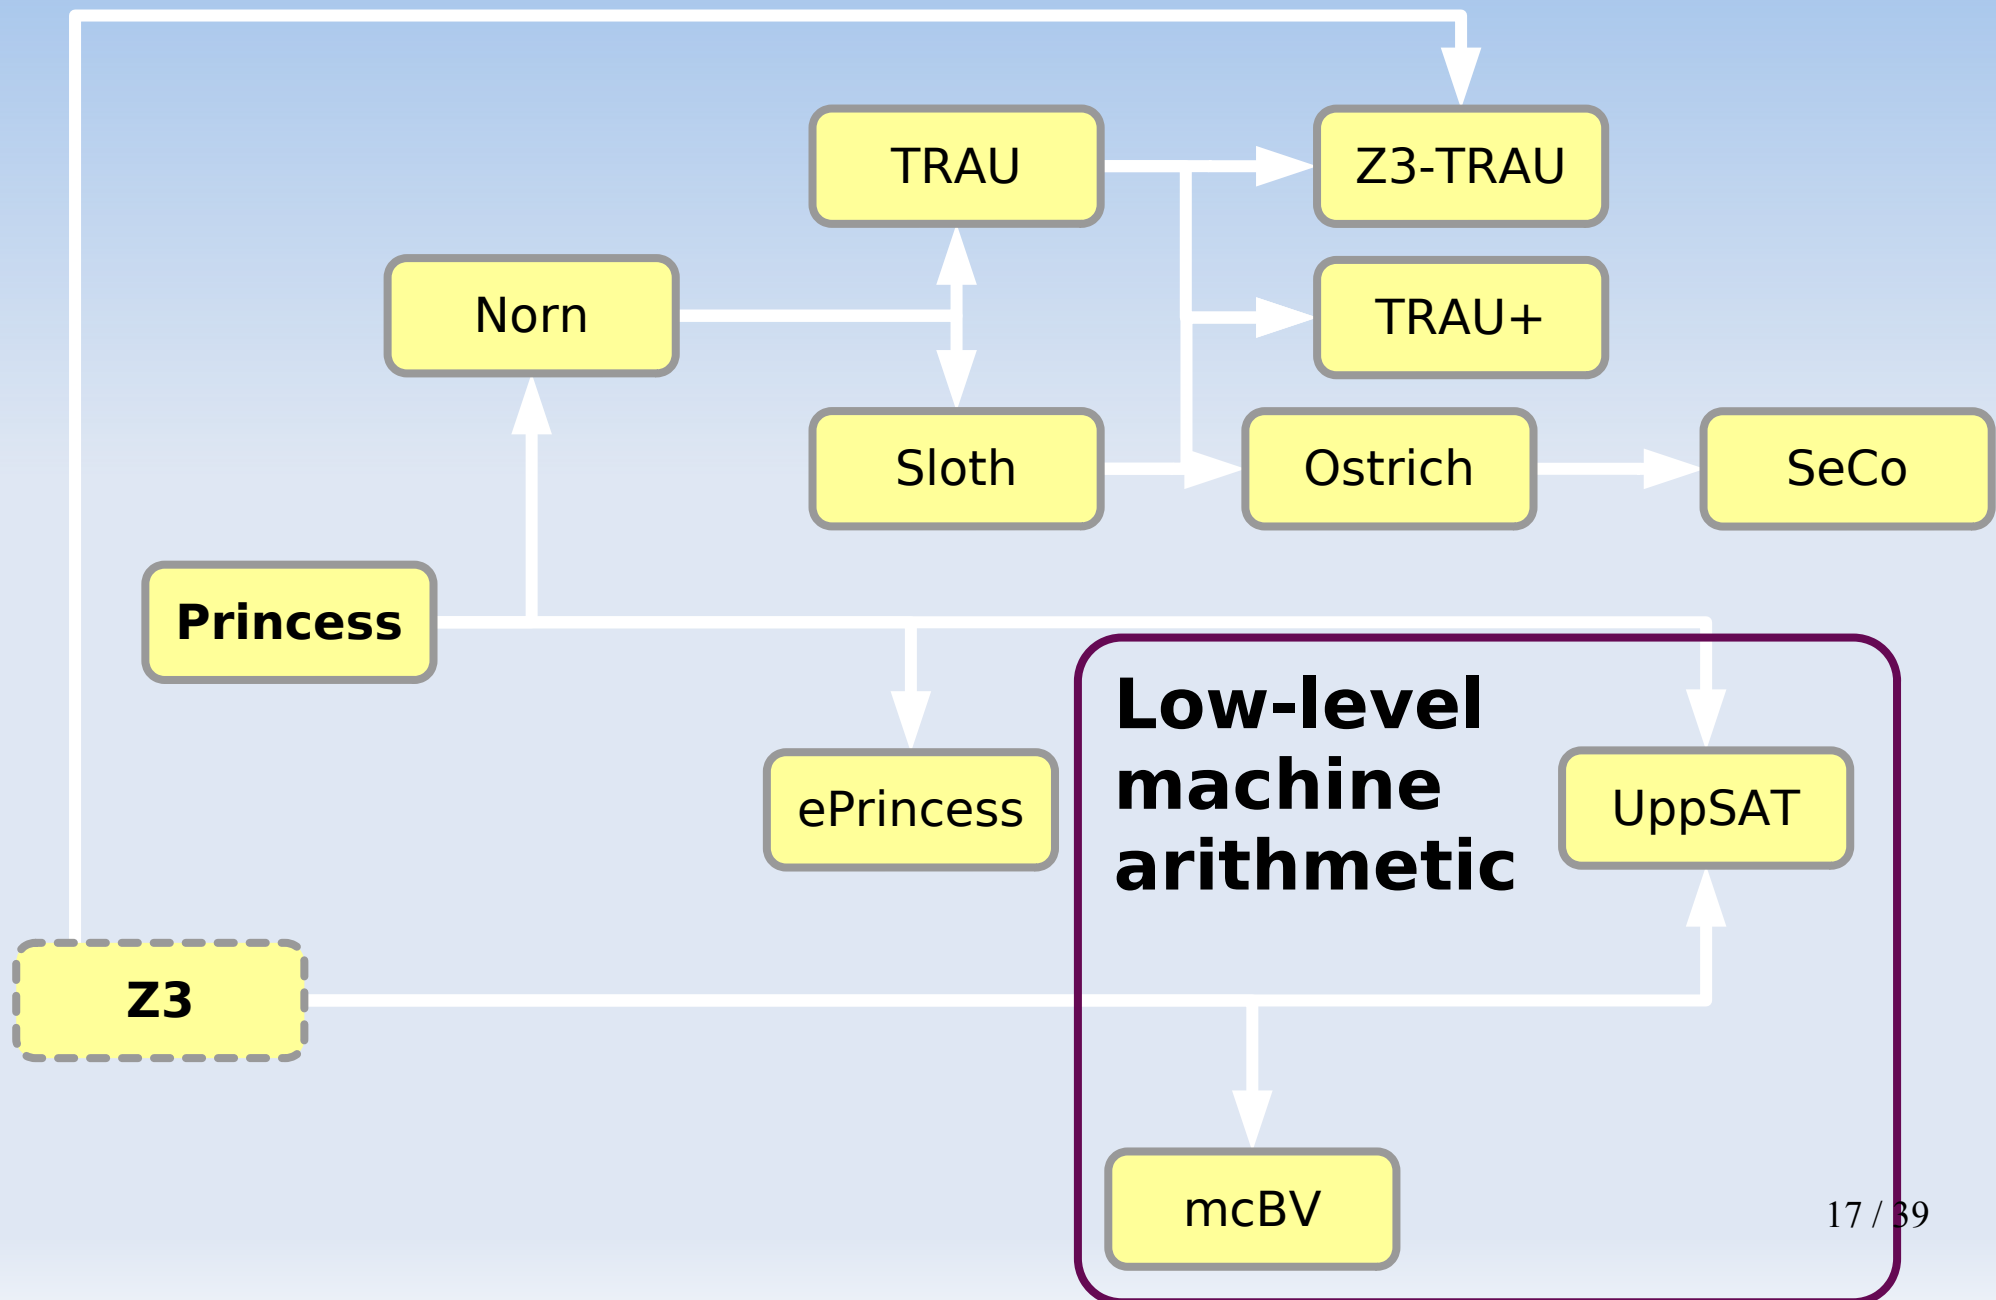 TRAU
Z3-TRAU
Norn
TRAU+
Sloth
Ostrich
SeCo
Princess
Low-level
machine
arithmetic
ePrincess
UppSAT
Z3
mcBV
17 / 39